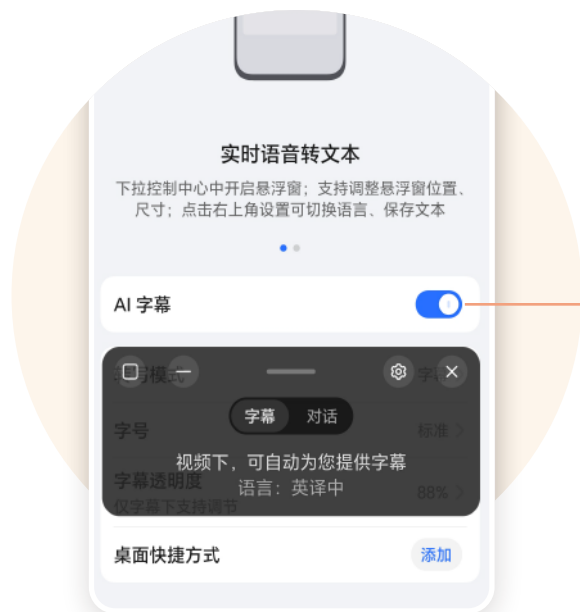 实时语音转文本
下拉控制中心中开启悬浮窗；支持调整悬浮窗位置、
尺寸；点击右上角设置可切换语言、保存文本
AI 字幕
字幕 对话
字号 标准
视频下，可自动为您提供字幕
字幕透明度 88%
语言：英译中
仅字幕下支持调节
桌面快捷方式 添加